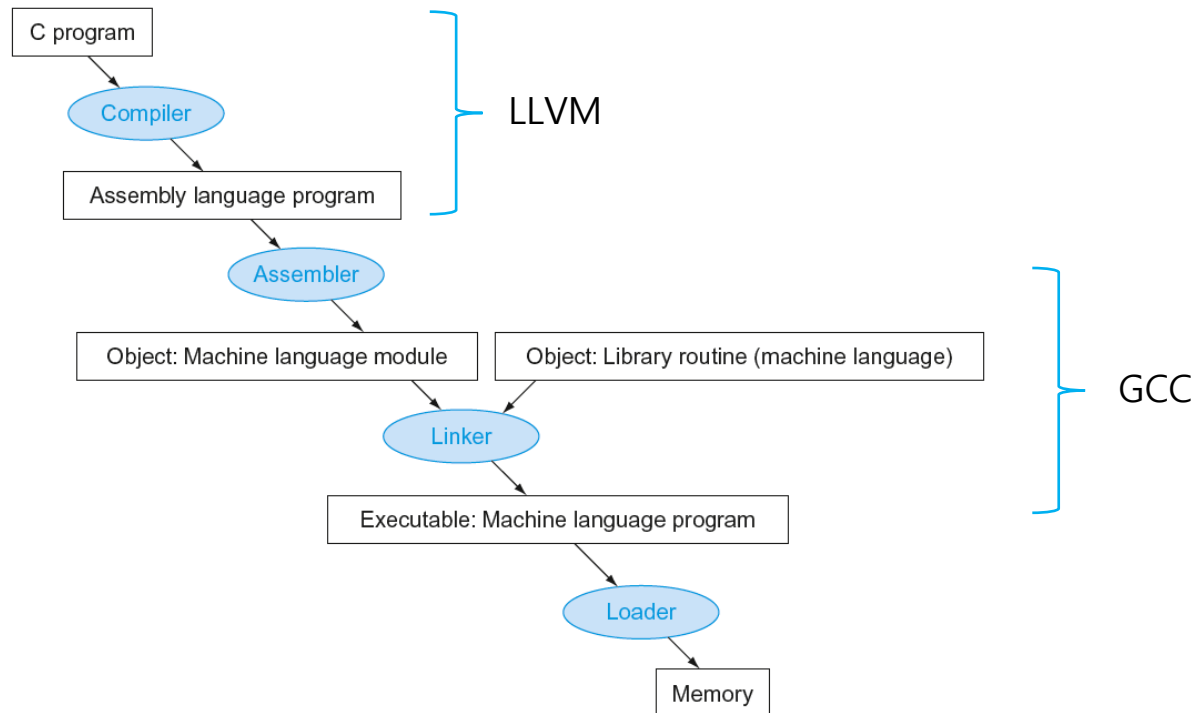 C program
Compiler
LLVM
Assembly language program
Assembler
Object: Machine language module
Object: Library routine (machine language)
GCC
Linker
Executable: Machine language program
Loader
Memory